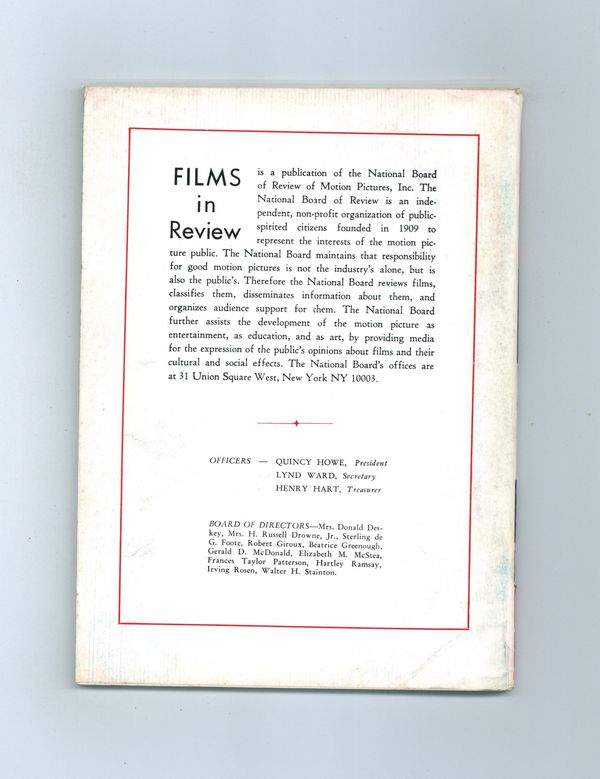 FILMS
in
Review
is a publication of the National Board
of Review of Motion Pictures, Inc. The
National Board of Review is an inde-
pendent, non-profit organization of public-
spirited citizens founded in 1909 to
represent the interests of the motion pic-
ture public. The National Board maintains that responsibility
for good motion pictures is not the industry's alone, but is
also the public's. Therefore the National Board reviews films,
classifies them, disseminates information about them, and
organizes audience support for them. The National Board
further assists the development of the motion picture as
entertainment, as education, and as art, by providing media
for the expression of the public's opinions about films and their
cultural and social effects. The National Board's offices are
at 31 Union Square West, New York NY 10003.
OFFICERS — QUINCY HOWE, President
LYND WARD, Secretary
HENRY HART, Treasurer
BOARD OF DIRECTORS—Mrs. Donald Des-
key, Mrs. H. Russell Drowne, Jr., Sterling de
G. Foote, Robert Giroux, Beatrice Greenough,
Gerald D. McDonald, Elizabeth M. McStea,
Frances Taylor Patterson, Hartley Ramsay,
Irving Rosen, Walter H. Stainton.